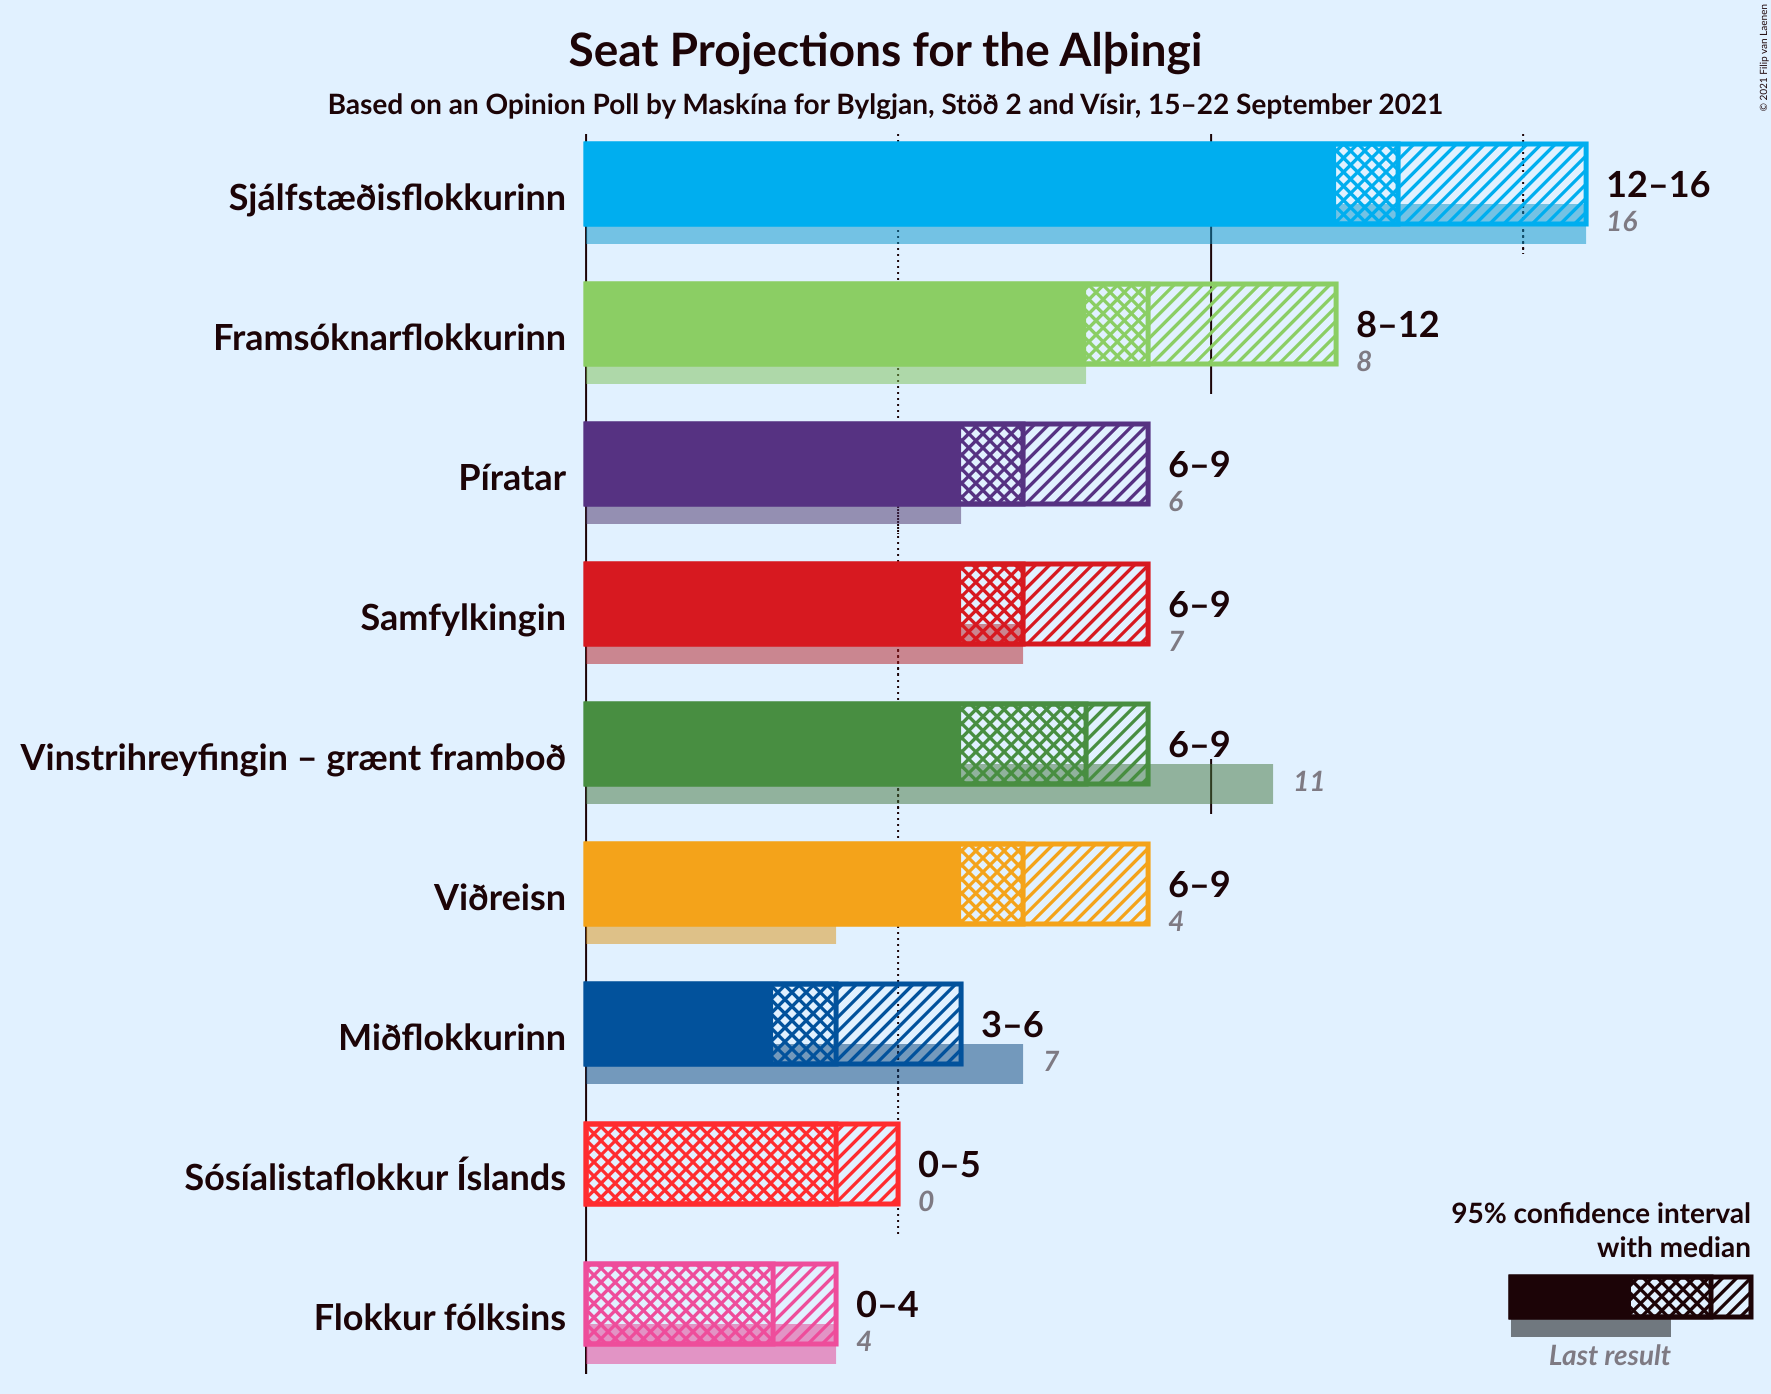 Seat Projections for the Alþingi
Based on an Opinion Poll by Maskína for Bylgjan, Stöð 2 and Vísir, 15–22 September 2021
© 2021 Filip van Laenen
Sjálfstæðisflokkurinn
12–16
16
Framsóknarflokkurinn
8–12
8
Píratar
6–9
6
Samfylkingin
6–9
7
Vinstrihreyfingin – grænt framboð
6–9
11
Viðreisn
6–9
4
Miðflokkurinn
3–6
7
Sósíalistaflokkur Íslands
0–5
0
Flokkur fólksins
0–4
4
95% confidence interval
with median
Last result